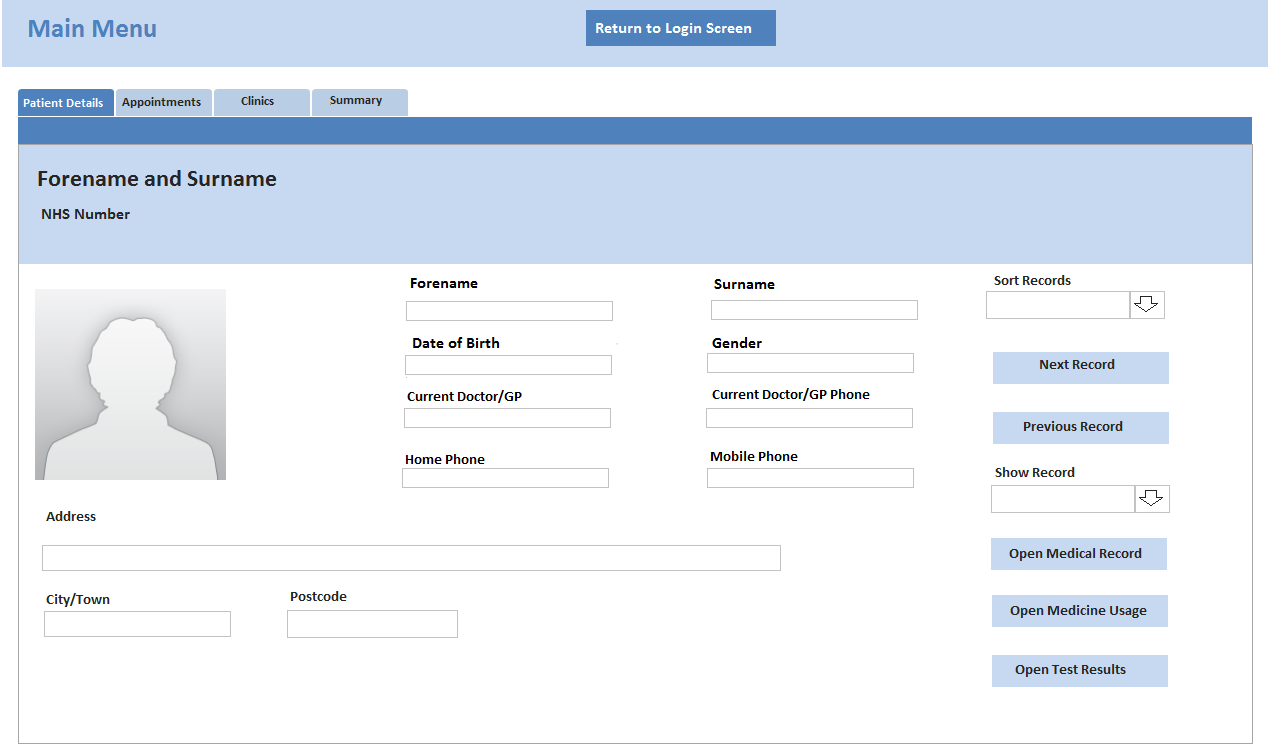 Main Menu
Return to Login Screen
Patient Details
Appointments
Clinics
Summary
Forename and Surname
NHS Number
Forename
Surname
Sort Records
Date of Birth
Gender
Next Record
Current Doctor/GP
Current Doctor/GP Phone
Previous Record
Home Phone
Mobile Phone
Show Record
Address
Open Medical Record
City/Town
Postcode
Open Medicine Usage
Open Test Results